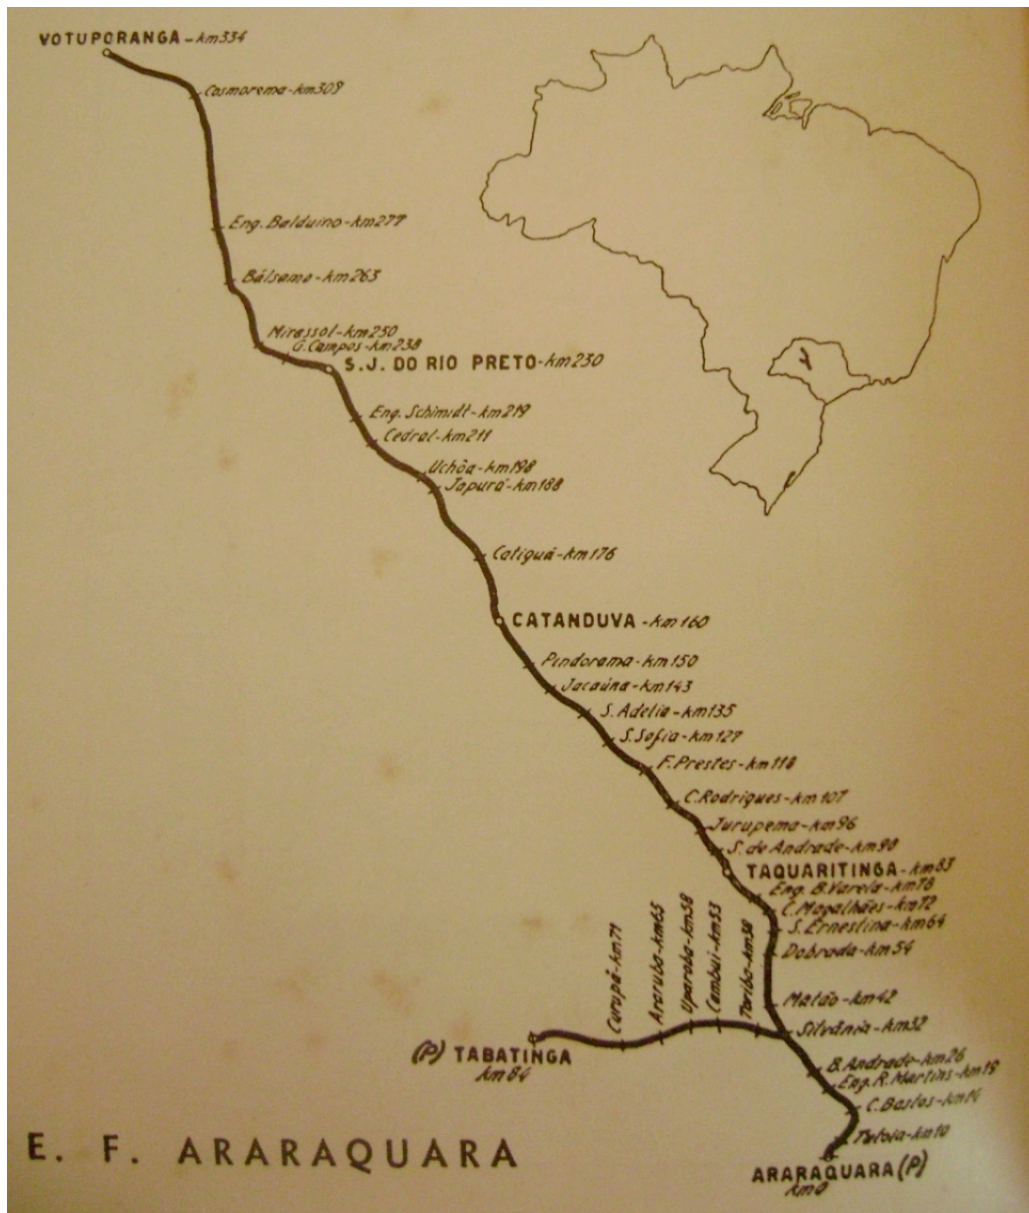 VOTUPORANGA - km334
Cosmorema - km309
Eng. Balduino - km277
Bálsamo - km263
Mirassol - km250
G. Campos - km238
S.J. DO RIO PRETO - km230
Eng. Schimidt - km219
Cedral - km211
Uchôa - km198
Japurá - km188
Catiguá - km176
CATANDUVA - km160
Pindorama - km150
Jacaúna - km143
S. Adelia - km135
S. Sofia - km127
F. Prestes - km118
C. Rodrigues - km107
Jurupema - km96
S. de Andrade - km90
TAQUARITINGA - km83
Eng. B. Varela - km78
C. Magalhães - km72
S. Ernestina - km64
Dobrada - km54
Matão - km42
Silvânia - km32
Curupá - km71
Araruba - km65
Uparoba - km58
Cambuí - km53
Toriba - km38
(P) TABATINGA
km84
B. Andrade - km26
Eng. R. Martins - km19
C. Bastos - km14
Tutoia - km10
ARARAQUARA (P)
km0
E. F. ARARAQUARA